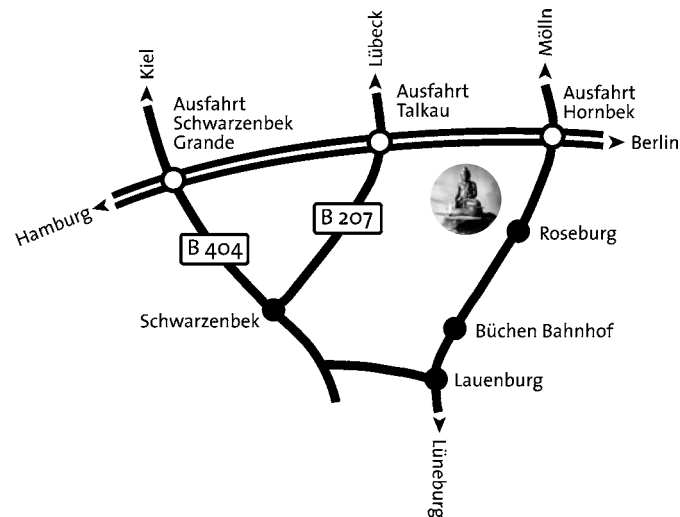 Kiel
Lübeck
Mölln
Ausfahrt
Schwarzenbek
Grande
Ausfahrt
Talkau
Ausfahrt
Hornbek
Berlin
Hamburg
B 404
B 207
Roseburg
Schwarzenbek
Büchen Bahnhof
Lauenburg
Lüneburg